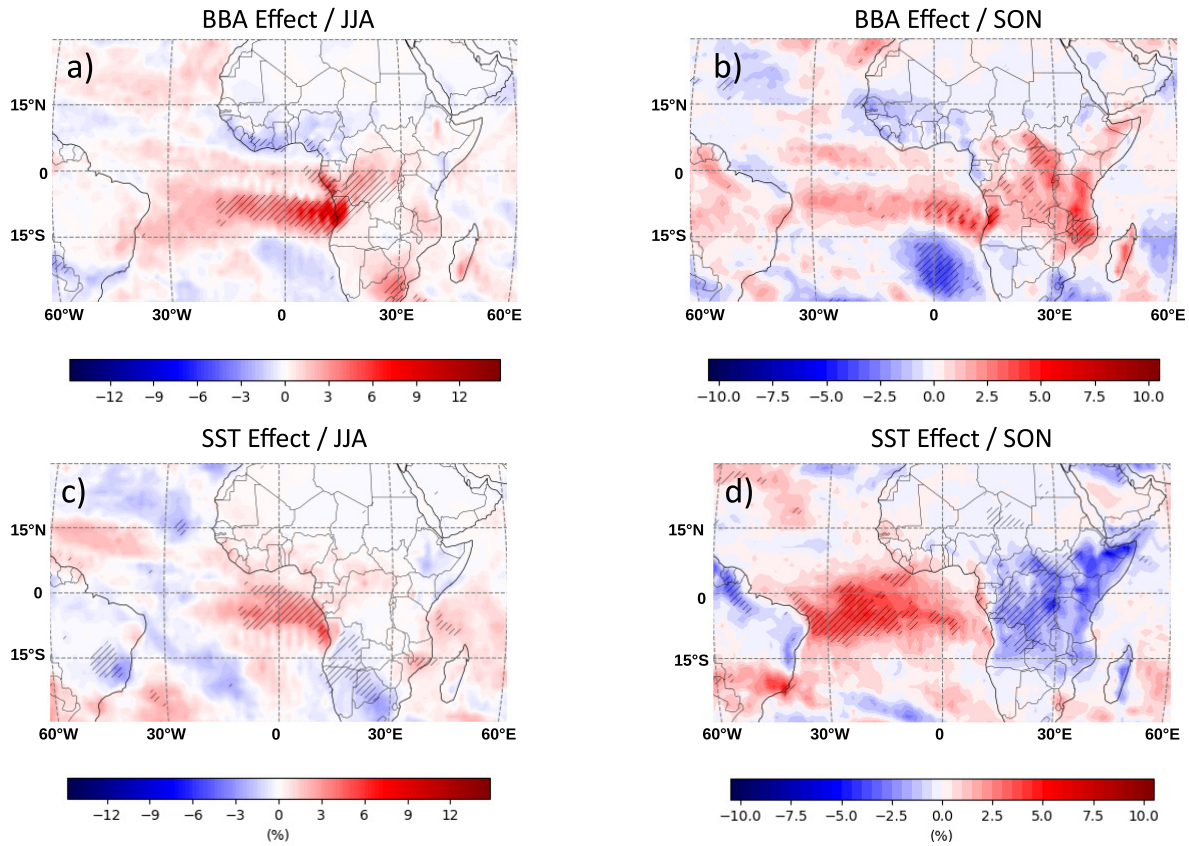 BBA Effect / JJA
a)
15°N
0
15°S
60°W 30°W 0 30°E 60°E
−12 −9 −6 −3 0 3 6 9 12
BBA Effect / SON
b)
15°N
0
15°S
60°W 30°W 0 30°E 60°E
−10.0 −7.5 −5.0 −2.5 0.0 2.5 5.0 7.5 10.0
SST Effect / JJA
c)
15°N
0
15°S
60°W 30°W 0 30°E 60°E
−12 −9 −6 −3 0 3 6 9 12
(%)
SST Effect / SON
d)
15°N
0
15°S
60°W 30°W 0 30°E 60°E
−10.0 −7.5 −5.0 −2.5 0.0 2.5 5.0 7.5 10.0
(%)